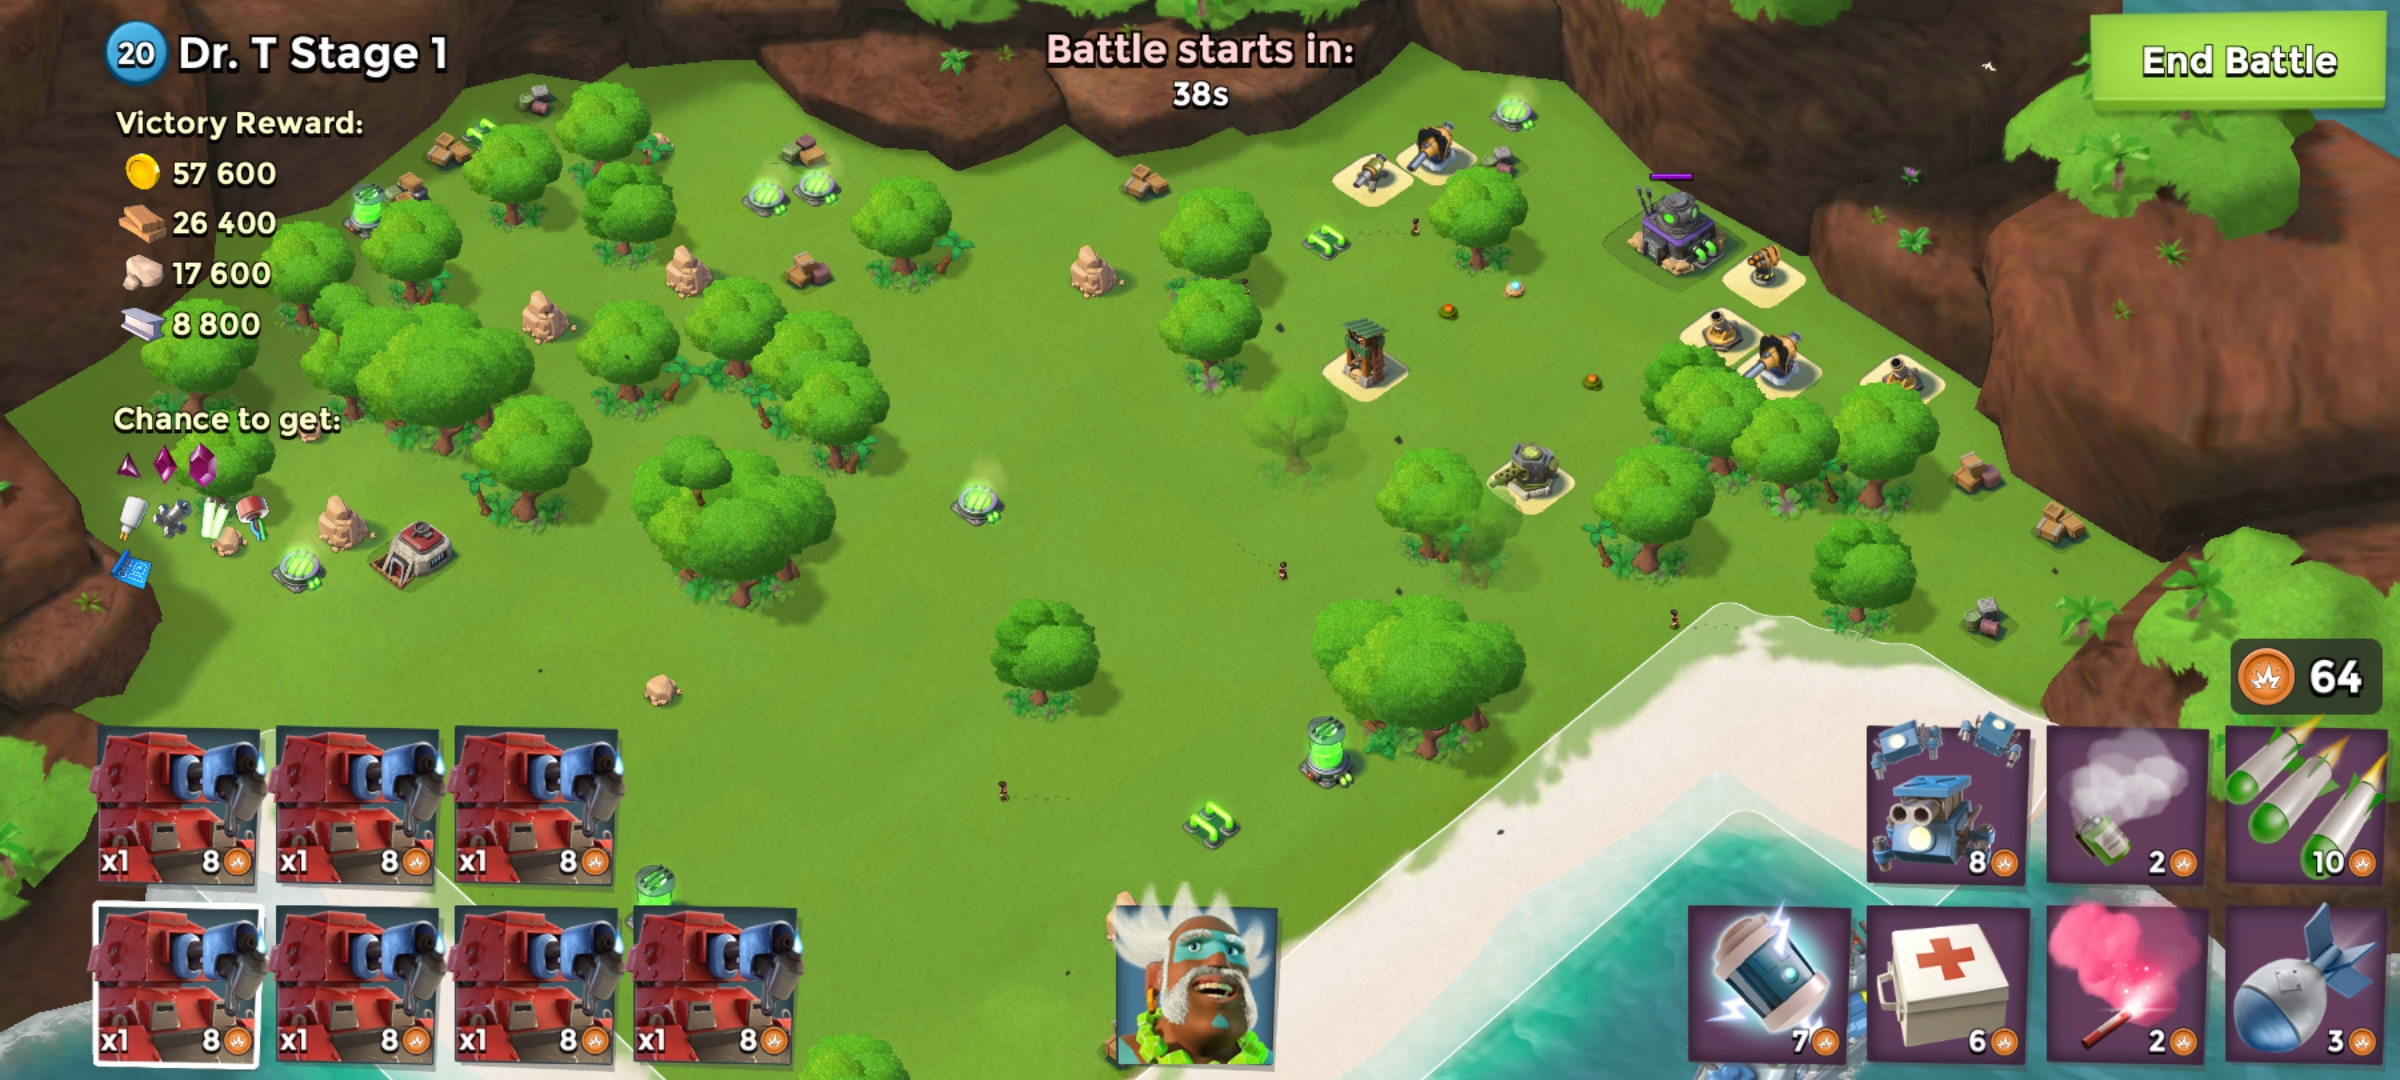 20 Dr. T Stage 1
Battle starts in:
38s
End Battle
Victory Reward:
57 600
26 400
17 600
8 800
Chance to get:
64
x1 8
x1 8
x1 8
8
2
10
x1 8
x1 8
x1 8
x1 8
7
6
2
3